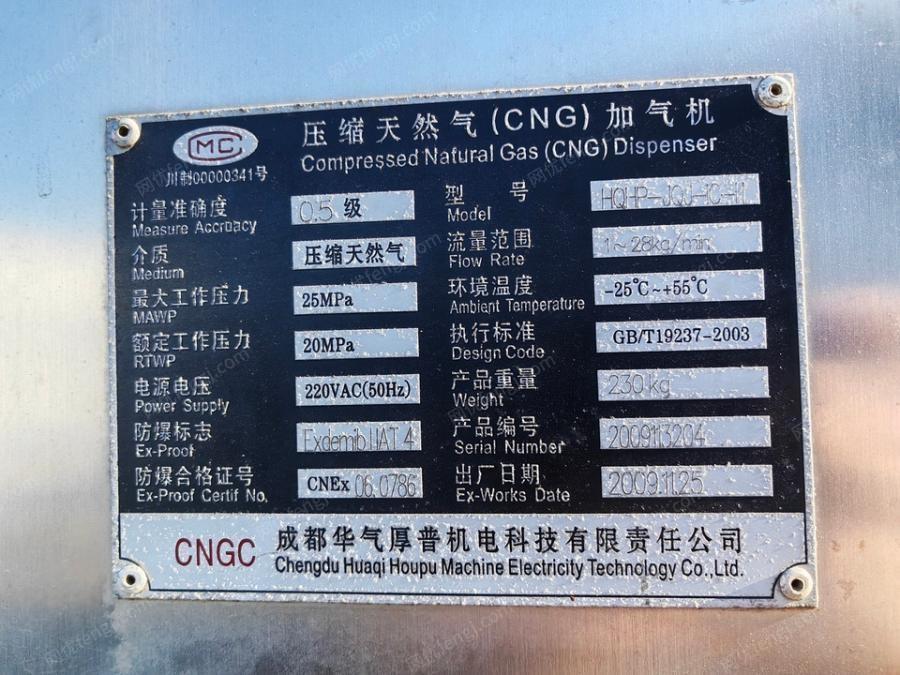 压缩天然气(CNG)加气机
Compressed Natural Gas (CNG) Dispenser
MC
川制00000341号
计量准确度 0.5 级
Measure Accrbacy
型 号
Model
介质 压缩天然气
Medium
流量范围 1~28kg/min
Flow Rate
最大工作压力 25MPa
MAWP
环境温度 -25°C~+55°C
Ambient Temperature
额定工作压力 20MPa
RTWP
执行标准 GB/T19237-2003
Design Code
电源电压 220VAC(50Hz)
Power Supply
产品重量 230kg
Weight
防爆标志
Ex-Proof
产品编号 2009113204
Serial Number
防爆合格证号 CNEx 06.0786
Ex-Proof Certif No.
出厂日期 2009.11.25
Ex-Works Date
CNGC 成都华气厚普机电科技有限责任公司
Chengdu Huaqi Houpu Machine Electricity Technology Co.,Ltd.